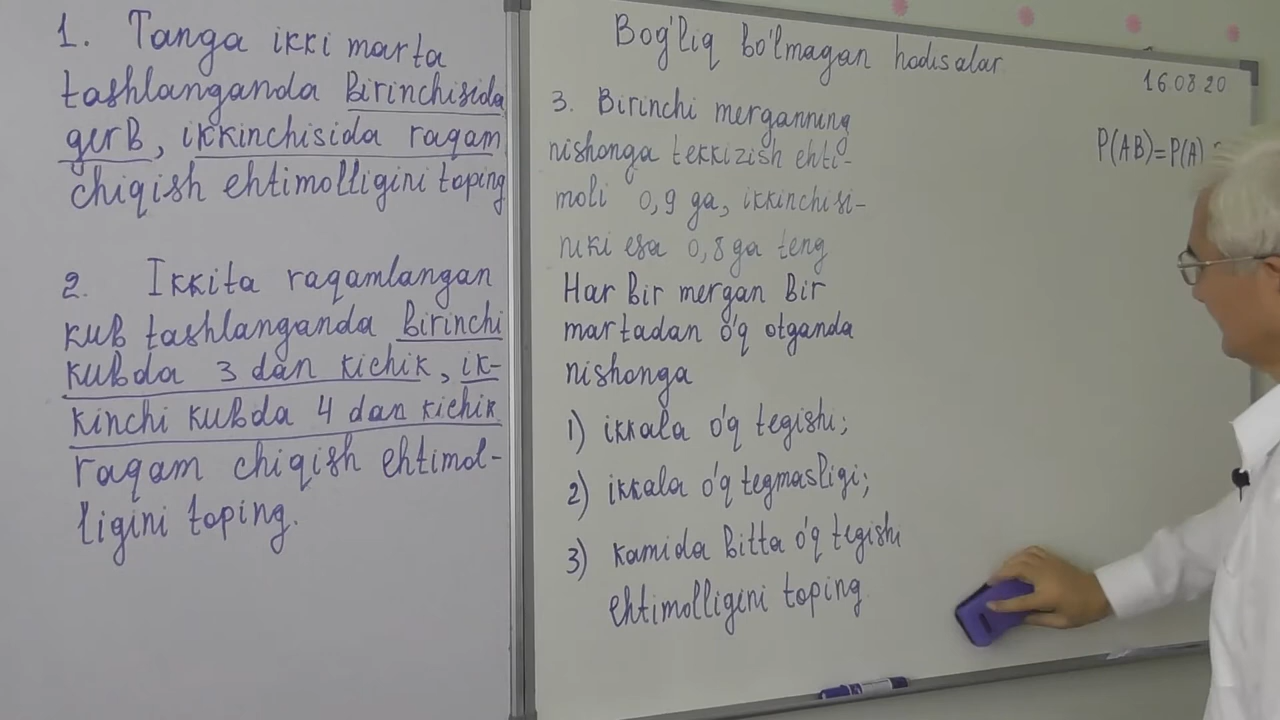 1. Tanga ikki marta
tashlanganda birinchisida
gerb, ikkinchisida raqam
chiqish ehtimolligini toping
2. Ikkita raqamlangan
kub tashlanganda birinchi
kubda 3 dan kichik, ik-
kinchi kubda 4 dan kichik
raqam chiqish ehtimol-
ligini toping.
Bog'liq bo'lmagan hodisalar
16.08.20
3. Birinchi merganning
nishonga tekkizish ehti-
moli 0,9 ga, ikkinchisi-
niki esa 0,8 ga teng
Har bir mergan bir
martadan o'q otganda
nishonga
1) ikkala o'q tegishi;
2) ikkala o'q tegmasligi;
3) kamida bitta o'q tegishi
ehtimolligini toping.
P(AB)=P(A)